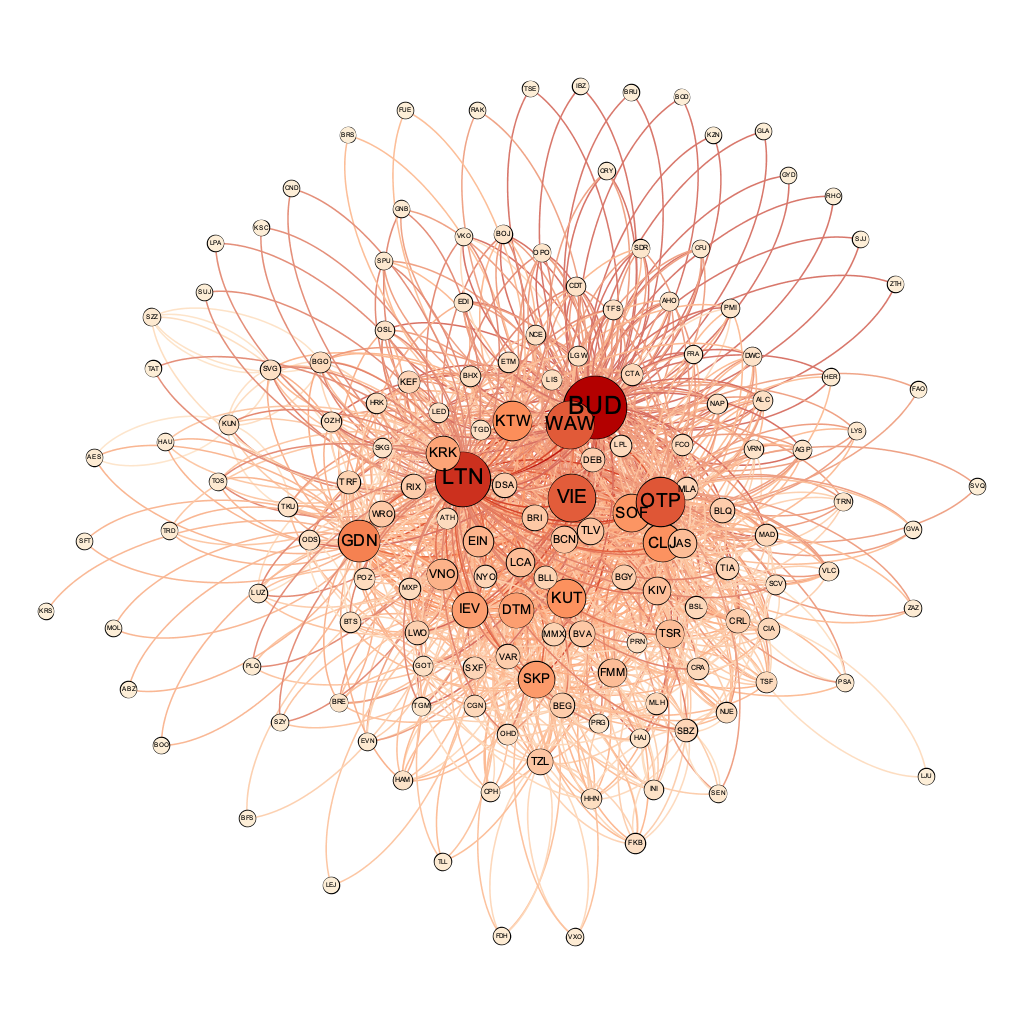 TSE
IBZ
BRU
BOD
FUE
RAK
BRS
KZN
GLA
GRY
GYD
CND
RHO
GNB
KSC
VKO
BOJ
SJJ
LPA
OPO
SDR
CFU
SPU
ZTH
SUJ
CDT
EDI
TFS
AHO
PMI
SZZ
OSL
NCE
LGW
FRA
DWC
TAT
SVG
BGO
ETM
BHX
LIS
CTA
HER
KEF
FAO
HRK
LED
BUD
NAP
ALC
KUN
OZH
KTW
WAW
TGD
LYS
HAU
SKG
KRK
LPL
FCO
VRN
AGP
AES
DEB
TOS
TRF
RIX
LTN
DSA
VIE
OTP
MLA
SVQ
TKU
WRO
ATH
BRI
SOF
BLQ
TRN
TRD
SFT
ODS
GDN
EIN
BCN
TLV
CLJ
IAS
MAD
GVA
LCA
TIA
VLC
POZ
VNO
NYO
BLL
BGY
KIV
SCV
LUZ
MXP
KRS
IEV
DTM
KUT
BSL
ZAZ
MOL
BTS
LWO
MMX
BVA
PRN
TSR
CRL
CIA
PLQ
GOT
SXF
VAR
SKP
FMM
CRA
TSF
PSA
ABZ
BRE
TGM
CGN
BEG
MLH
NUE
SZY
OHD
PRG
SBZ
BOO
EVN
HAJ
TZL
LJU
HAM
CPH
HHN
INI
SEN
BFS
FKB
TLL
LEJ
FDH
VXO